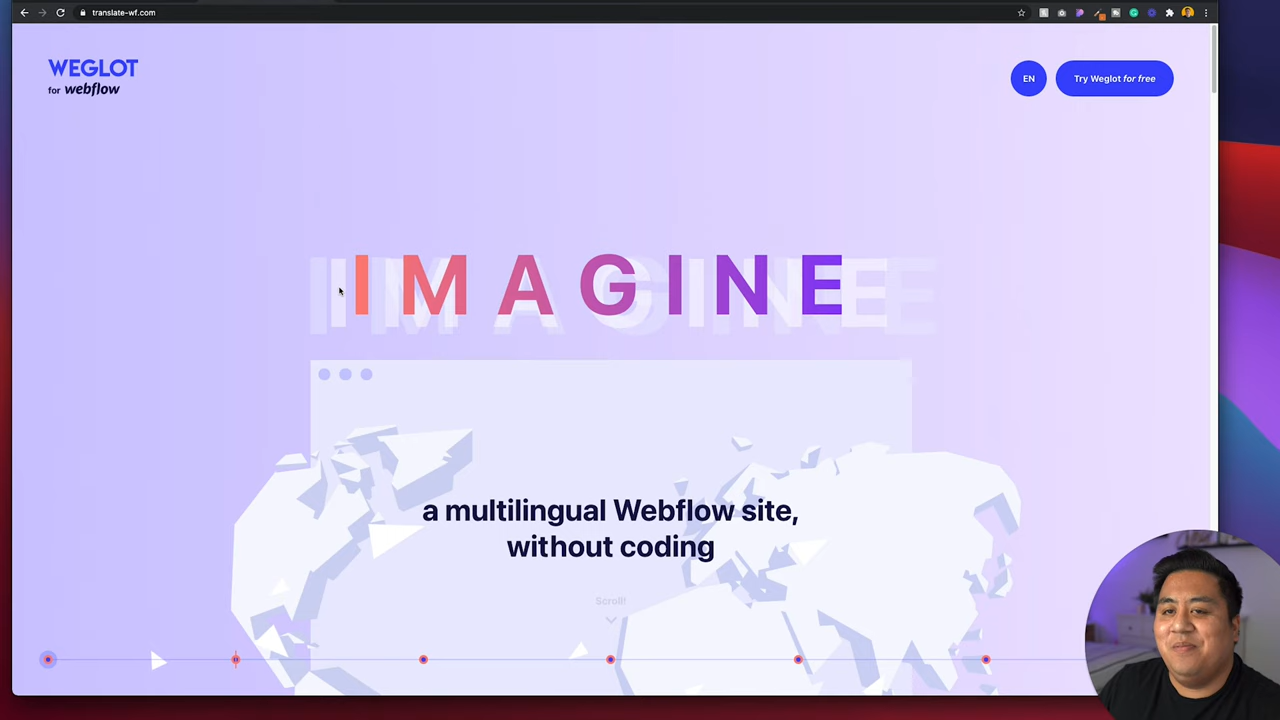 translate-wf.com
WEGLOT
for webflow
EN
Try Weglot for free
IMAGINE
a multilingual Webflow site,
without coding
Scroll!